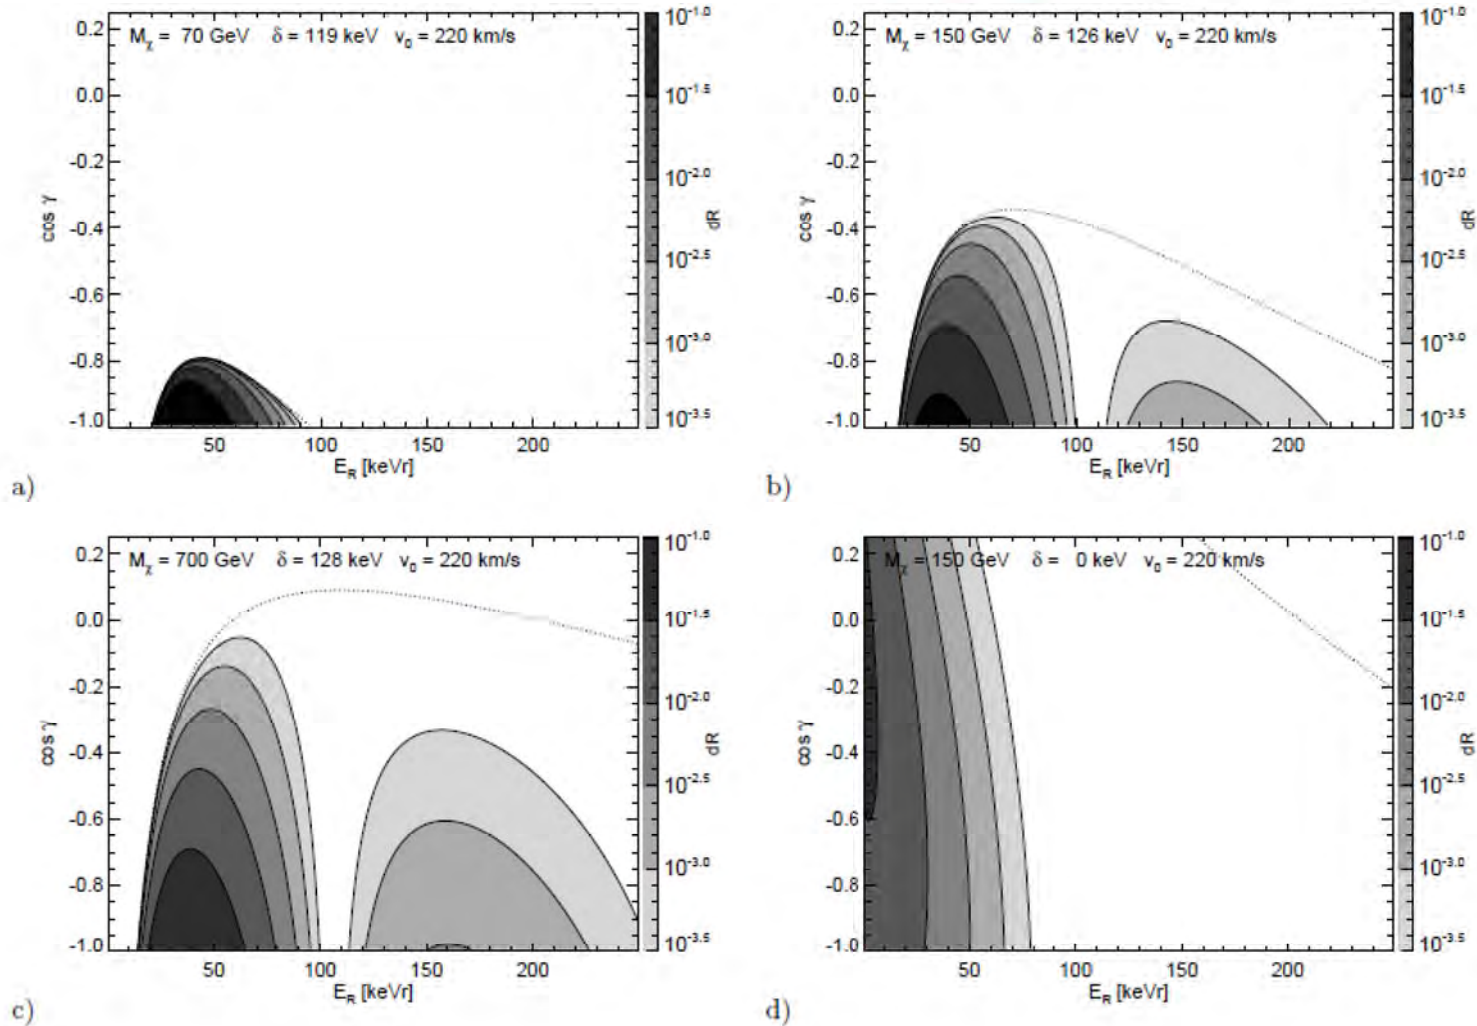 Mχ = 70 GeV δ = 119 keV v₀ = 220 km/s
0.2
0.0
-0.2
-0.4
-0.6
-0.8
-1.0
cos γ
50 100 150 200
E_R [keVr]
10^-1.0
10^-1.5
10^-2.0
10^-2.5
10^-3.0
10^-3.5
dR
a)
Mχ = 150 GeV δ = 126 keV v₀ = 220 km/s
0.2
0.0
-0.2
-0.4
-0.6
-0.8
-1.0
cos γ
50 100 150 200
E_R [keVr]
10^-1.0
10^-1.5
10^-2.0
10^-2.5
10^-3.0
10^-3.5
dR
b)
Mχ = 700 GeV δ = 128 keV v₀ = 220 km/s
0.2
0.0
-0.2
-0.4
-0.6
-0.8
-1.0
cos γ
50 100 150 200
E_R [keVr]
10^-1.0
10^-1.5
10^-2.0
10^-2.5
10^-3.0
10^-3.5
dR
c)
Mχ = 150 GeV δ = 0 keV v₀ = 220 km/s
0.2
0.0
-0.2
-0.4
-0.6
-0.8
-1.0
cos γ
50 100 150 200
E_R [keVr]
10^-1.0
10^-1.5
10^-2.0
10^-2.5
10^-3.0
10^-3.5
dR
d)